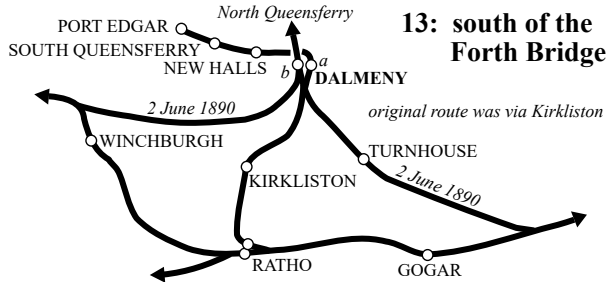 North Queensferry
13: south of the
Forth Bridge
PORT EDGAR
SOUTH QUEENSFERRY
NEW HALLS
b
a
DALMENY
2 June 1890
original route was via Kirkliston
WINCHBURGH
TURNHOUSE
KIRKLISTON
2 June 1890
RATHO
GOGAR